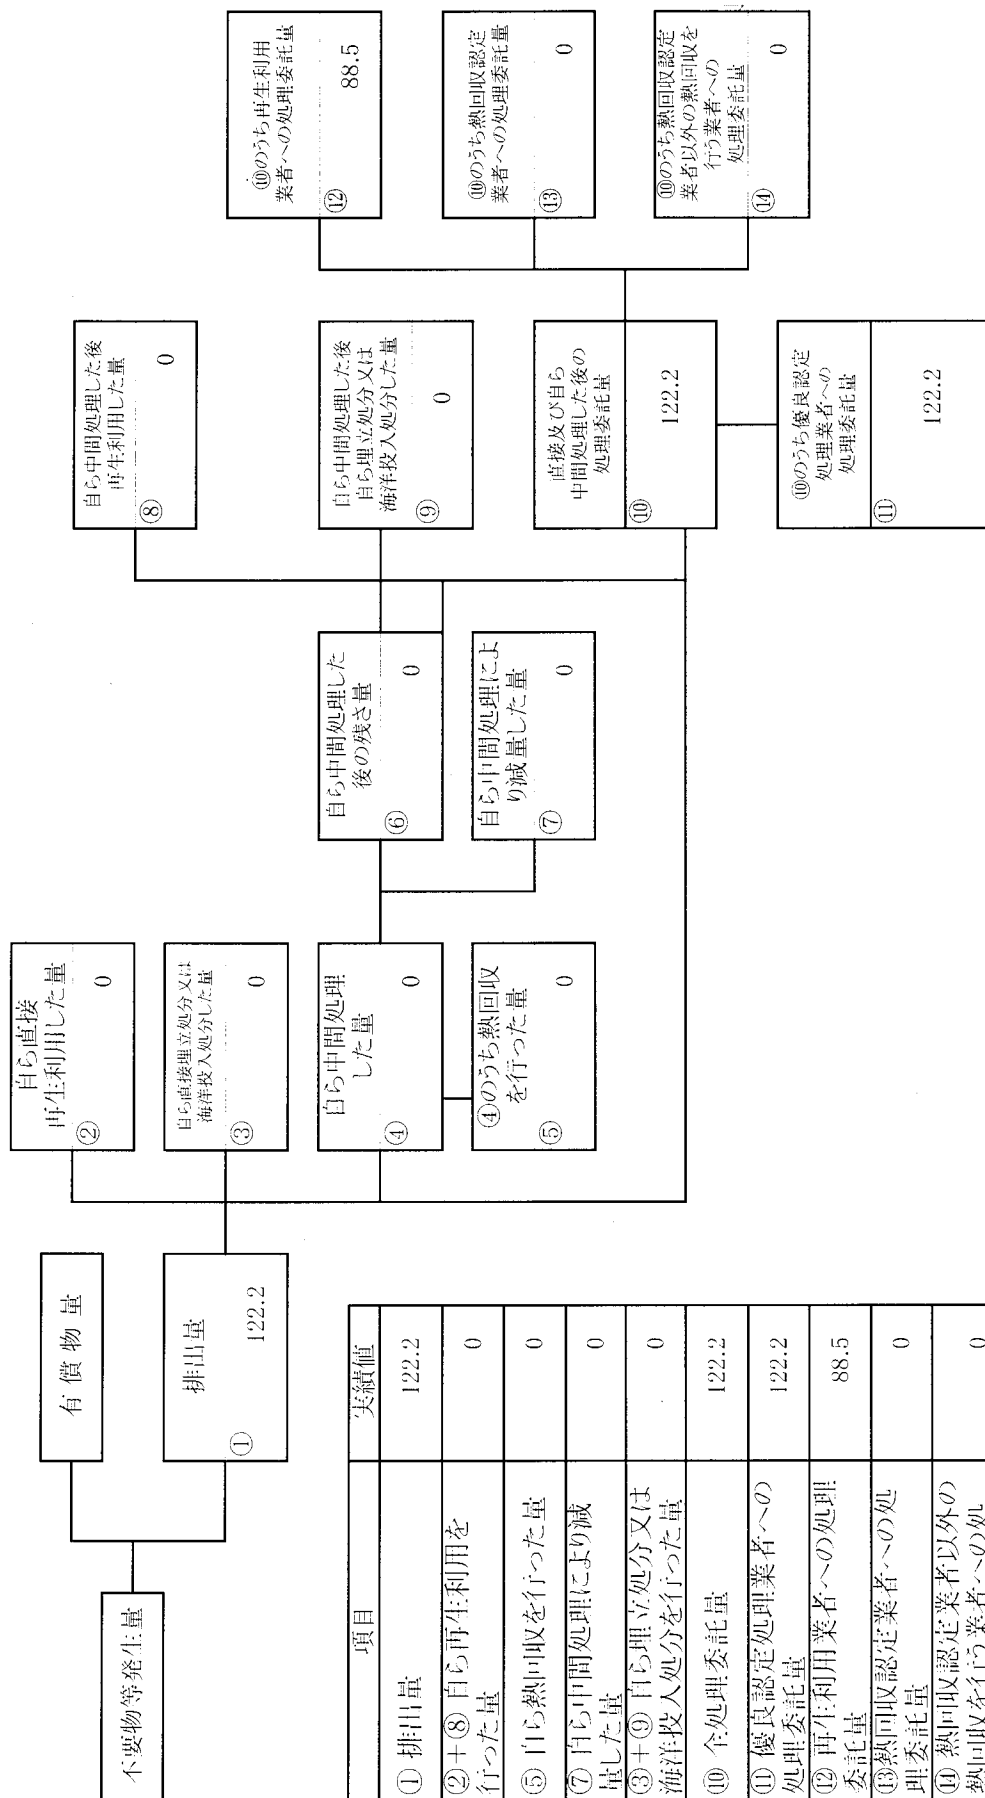 不要物等発生量
有 償 物 量
排出量
①
122.2
自ら直接
再生利用した量
②
0
自ら直接埋立処分又は
海洋投入処分した量
③
0
自ら中間処理
した量
④
0
④のうち熱回収
を行った量
⑤
0
自ら中間処理した
後の残さ量
⑥
0
自ら中間処理によ
り減量した量
⑦
0
自ら中間処理した後
再生利用した量
⑧
0
自ら中間処理した後
自ら埋立処分又は
海洋投入処分した量
⑨
0
直接及び自ら
中間処理した後の
処理委託量
⑩
122.2
⑩のうち優良認定
処理業者への
処理委託量
⑪
122.2
⑩のうち再生利用
業者への処理委託量
⑫
88.5
⑩のうち熱回収認定
業者への処理委託量
⑬
0
⑩のうち熱回収認定
業者以外の熱回収を
行う業者への
処理委託量
⑭
0
項目 実績値
① 排出量 122.2
②+⑧ 自ら再生利用を
行った量 0
⑤ 自ら熱回収を行った量 0
⑦ 自ら中間処理により減
量した量 0
③+⑨ 自ら埋立処分又は
海洋投入処分を行った量 0
⑩ 全処理委託量 122.2
⑪ 優良認定処理業者への
処理委託量 122.2
⑫ 再生利用業者への処理
委託量 88.5
⑬熱回収認定業者への処
理委託量 0
⑭ 熱回収認定業者以外の
熱回収を行う業者への処 0